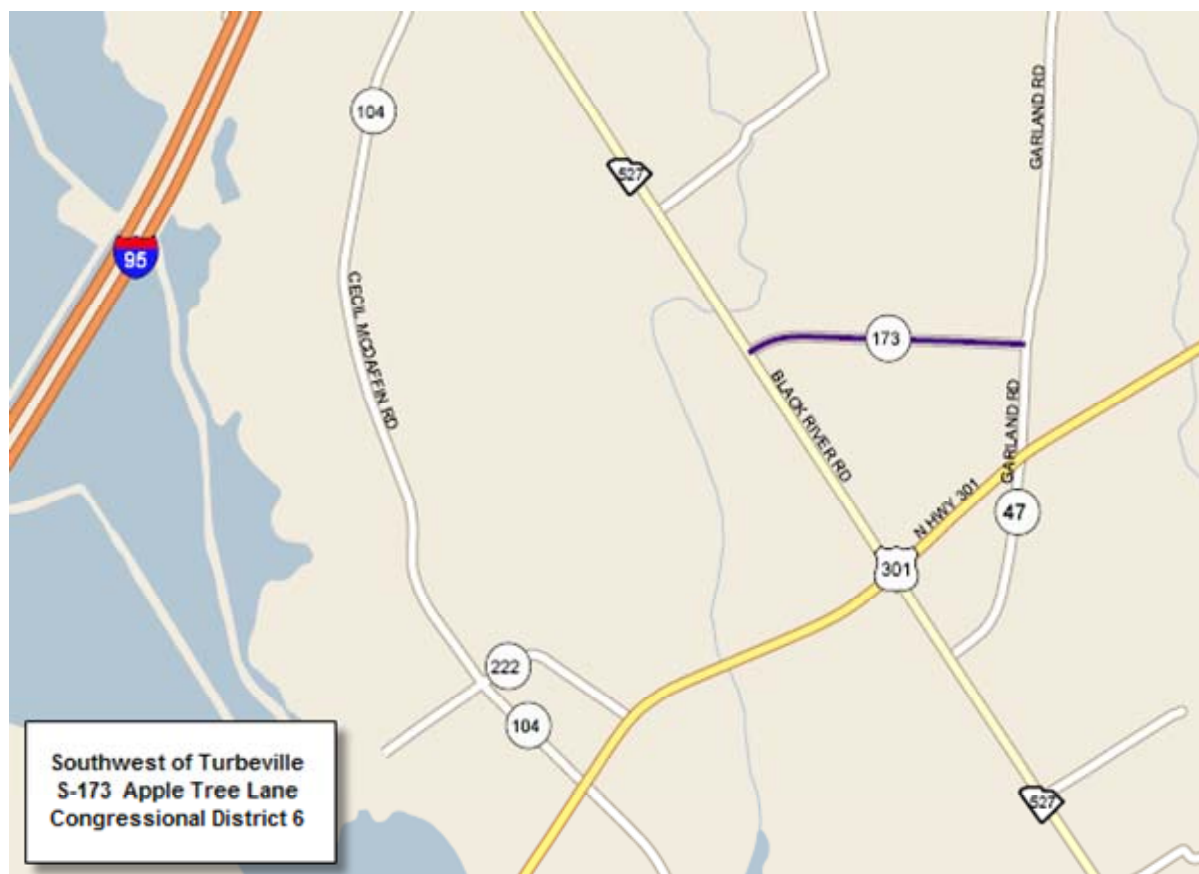 104
527
GARLAND RD
95
CECIL MCDAFFIN RD
173
BLACK RIVER RD
GARLAND RD
N HWY 301
47
301
222
104
527
Southwest of Turbeville
S-173 Apple Tree Lane
Congressional District 6